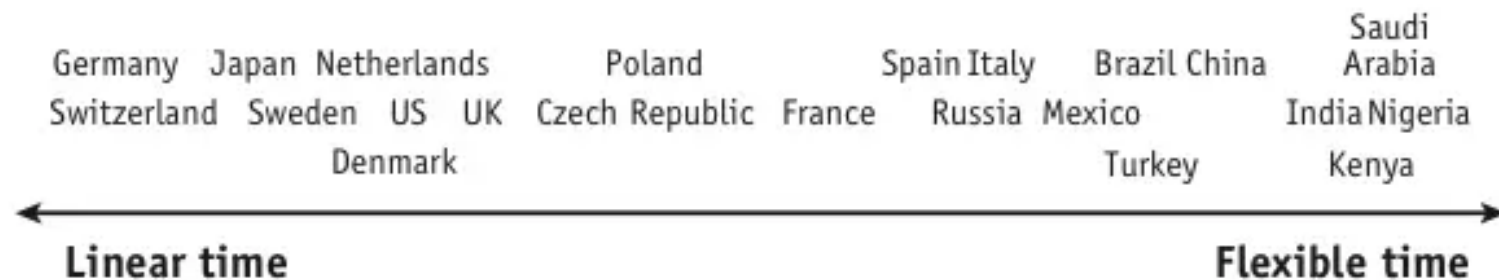 Saudi
Germany Japan Netherlands Poland Spain Italy Brazil China Arabia
Switzerland Sweden US UK Czech Republic France Russia Mexico India Nigeria
Denmark Turkey Kenya
Linear time Flexible time